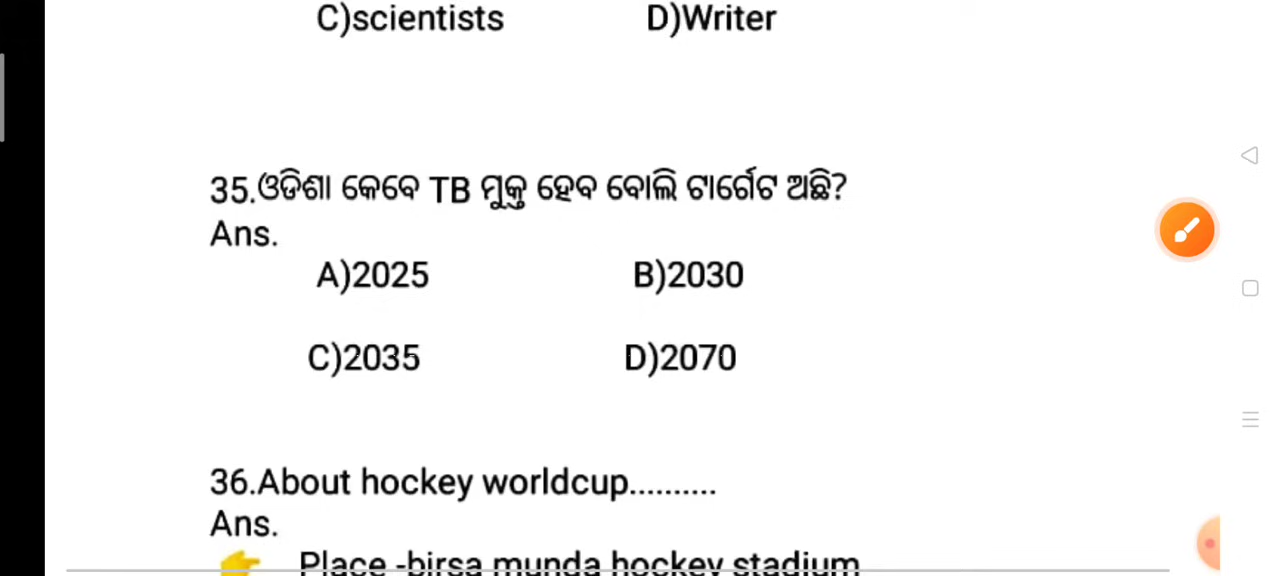 C)scientists D)Writer
35.ଓଡିଶା କେବେ TB ମୁକ୍ତ ହେବ ବୋଲି ଟାର୍ଗେଟ ଅଛି?
Ans.
A)2025 B)2030
C)2035 D)2070
36.About hockey worldcup..........
Ans.
👉 Place -birsa munda hockey stadium